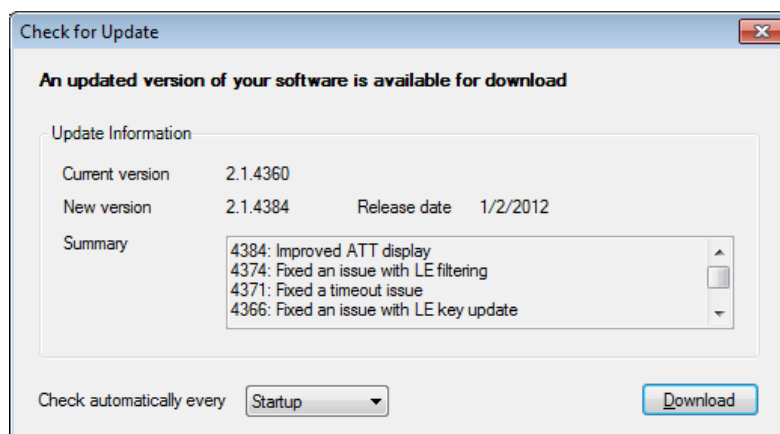 Check for Update
An updated version of your software is available for download
Update Information
Current version 2.1.4360
New version 2.1.4384 Release date 1/2/2012
Summary
4384: Improved ATT display
4374: Fixed an issue with LE filtering
4371: Fixed a timeout issue
4366: Fixed an issue with LE key update
Check automatically every Startup Download